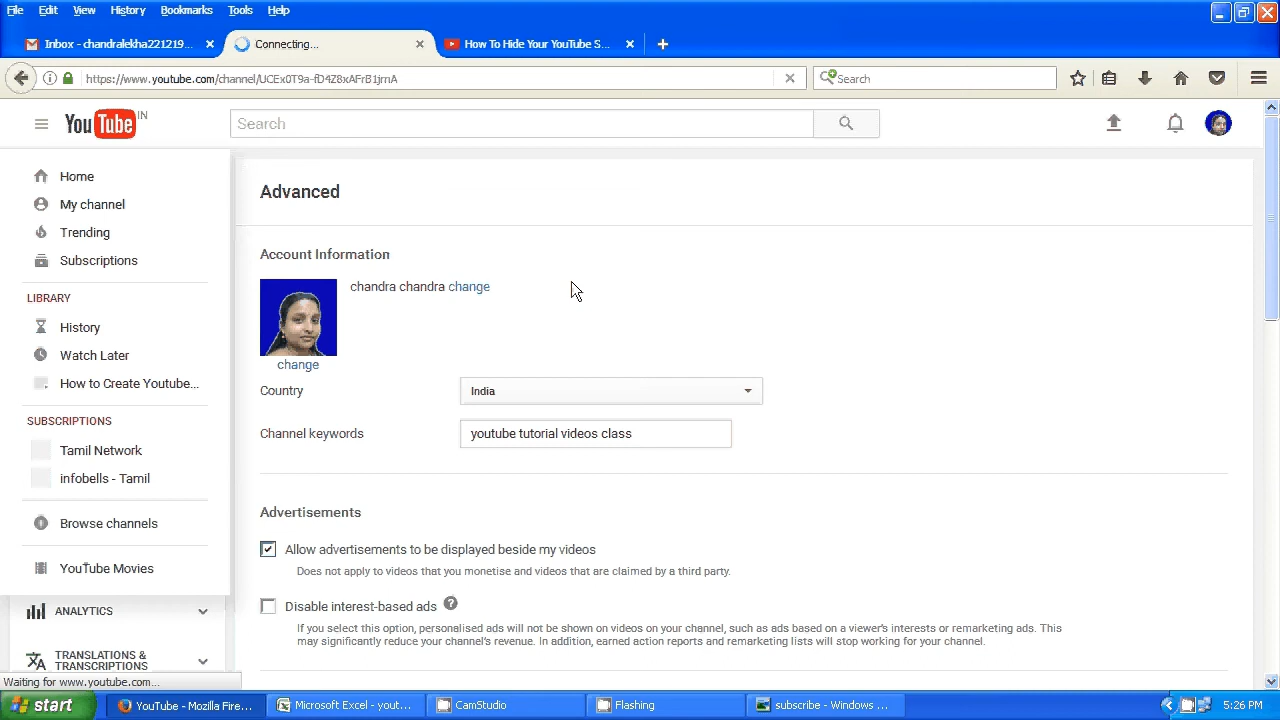 File Edit View History Bookmarks Tools Help
Inbox - chandralekha221219...
Connecting...
How To Hide Your YouTube S...
https://www.youtube.com/channel/UCEx0T9a-fD4Z8xAFrB1jrnA
Search
YouTube IN
Search
Home
My channel
Trending
Subscriptions
LIBRARY
History
Watch Later
How to Create Youtube...
SUBSCRIPTIONS
Tamil Network
infobells - Tamil
Browse channels
YouTube Movies
ANALYTICS
TRANSLATIONS &
TRANSCRIPTIONS
Advanced
Account Information
chandra chandra change
change
Country India
Channel keywords youtube tutorial videos class
Advertisements
Allow advertisements to be displayed beside my videos
Does not apply to videos that you monetise and videos that are claimed by a third party.
Disable interest-based ads ?
If you select this option, personalised ads will not be shown on videos on your channel, such as ads based on a viewer's interests or remarketing ads. This
may significantly reduce your channel's revenue. In addition, earned action reports and remarketing lists will stop working for your channel.
Waiting for www.youtube.com...
start
YouTube - Mozilla Fire...
Microsoft Excel - yout...
CamStudio
Flashing
subscribe - Windows ...
5:26 PM